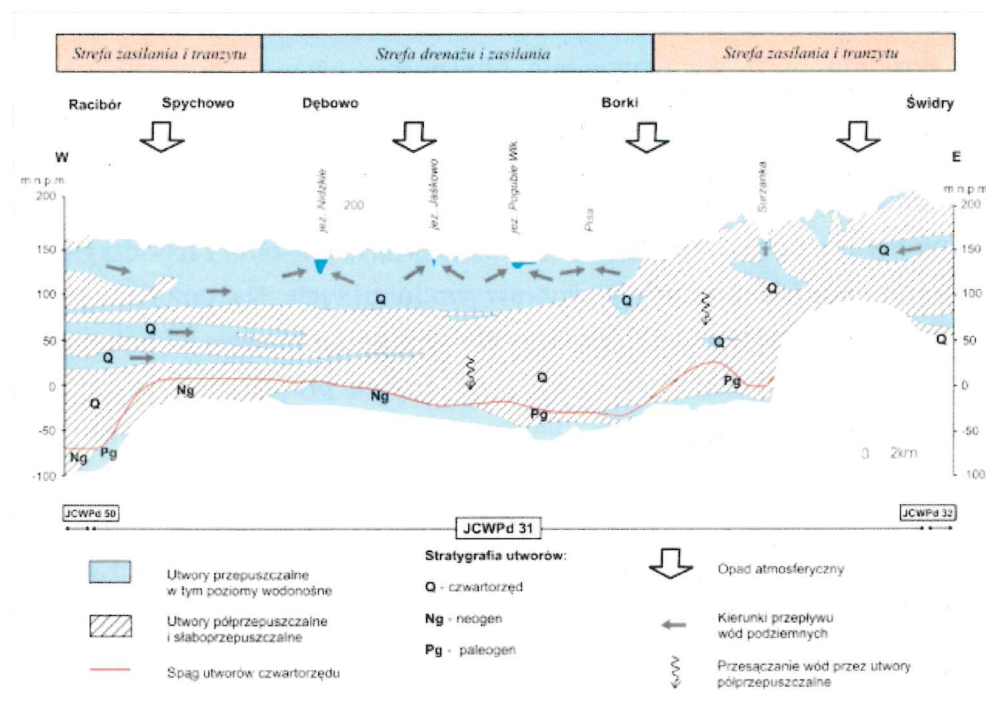 Strefa zasilania i tranzytu
Strefa drenażu i zasilania
Strefa zasilania i tranzytu
Racibór
Spychowo
Dębowo
Borki
Świdry
W
E
m n.p.m
m n.p.m
jez. Nidzkie
200
jez. Jaśkowo
jez. Pogubie Wlk.
Pisa
200
200
150
150
100
100
50
50
0
0
-50
-50
-100
-100
Q
Q
Q
Q
Q
Q
Q
Q
Q
Q
Ng
Ng
Pg
Pg
Ng
Pg
0 2km
JCWPd 50
JCWPd 31
JCWPd 32
Utwory przepuszczalne
w tym poziomy wodonośne
Utwory półprzepuszczalne
i słaboprzepuszczalne
Spąg utworów czwartorzędu
Stratygrafia utworów:
Q - czwartorzęd
Ng - neogen
Pg - paleogen
Opad atmosferyczny
Kierunki przepływu
wód podziemnych
Przesączanie wód przez utwory
półprzepuszczalne